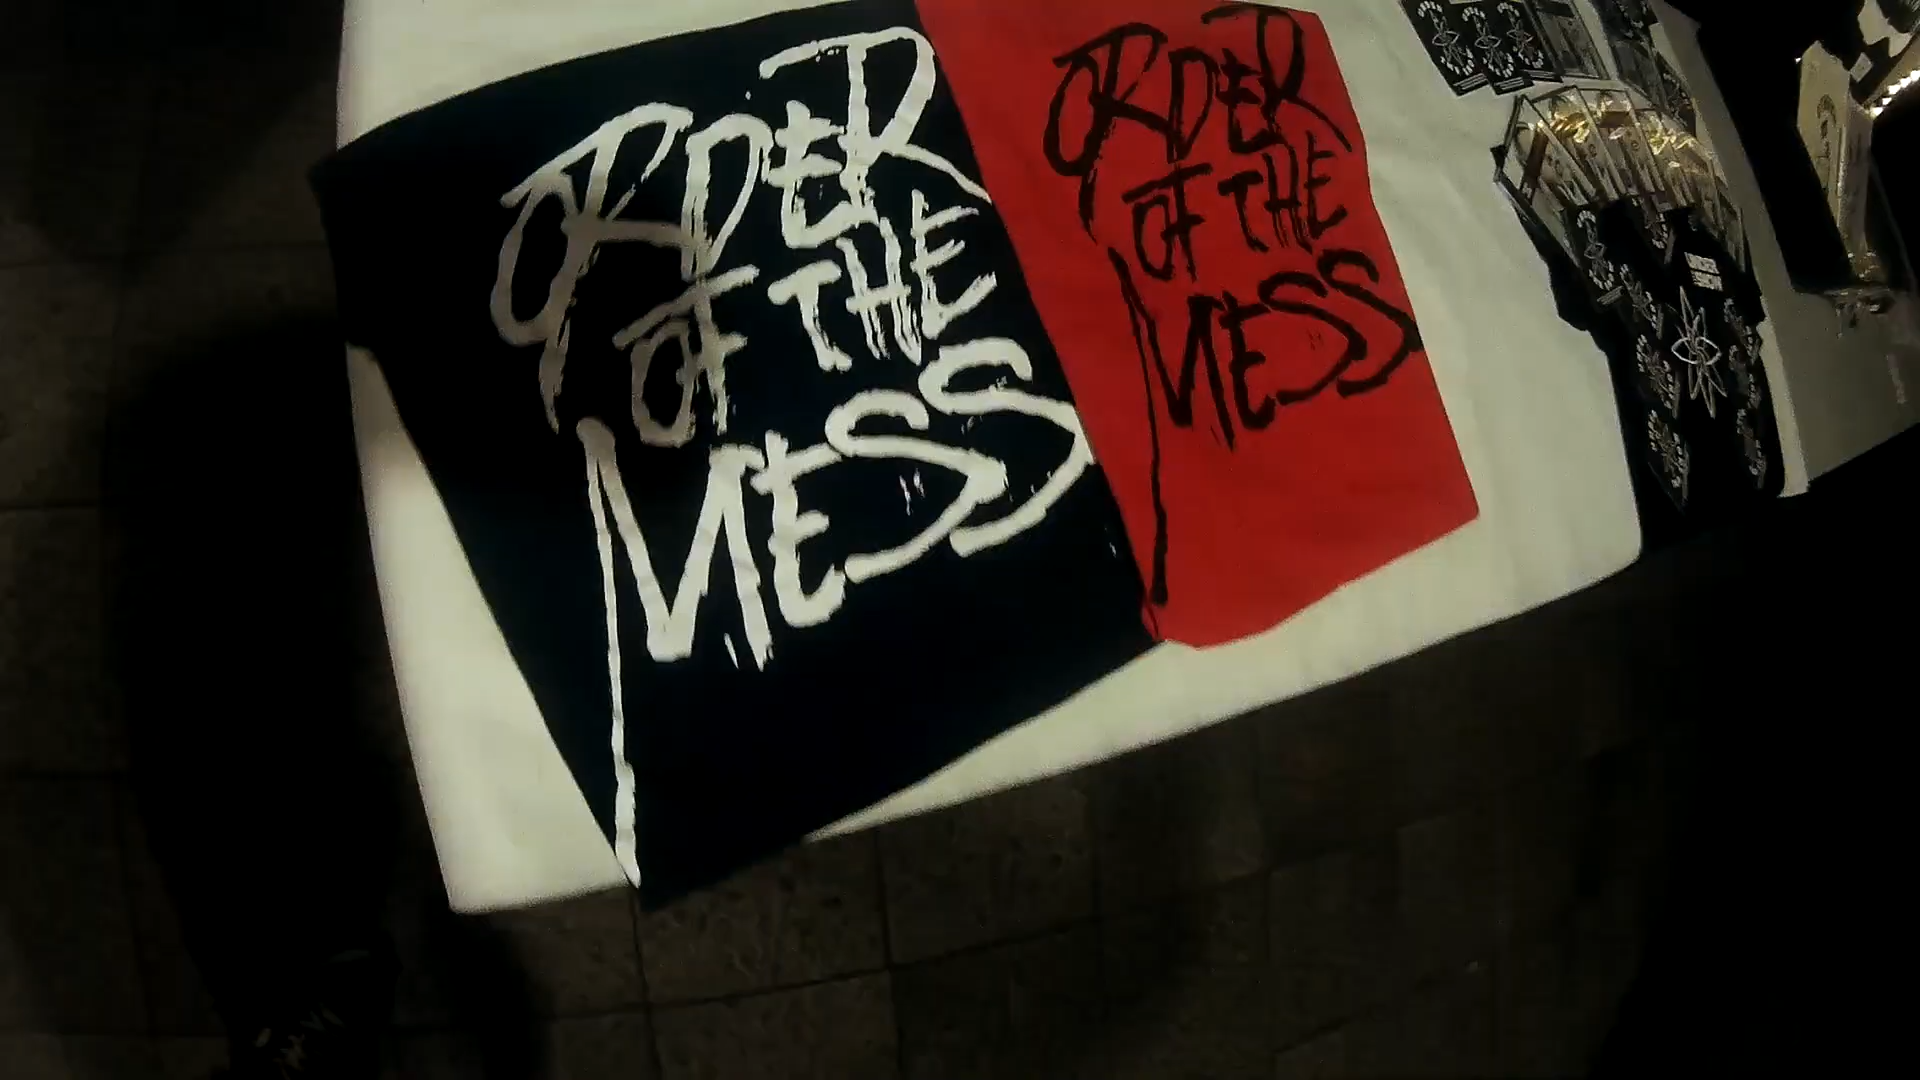 ORDER
OF THE
MESS
ORDER
OF THE
MESS